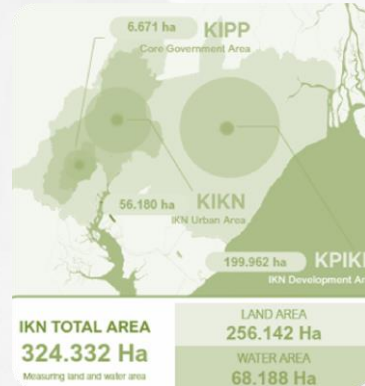 6.671 ha KIPP
Core Government Area
56.180 ha KIKN
IKN Urban Area
199.962 ha
IKN Development
IKN TOTAL AREA
324.332 Ha
Measuring land and water area
LAND AREA
256.142 Ha
WATER AREA
68.188 Ha